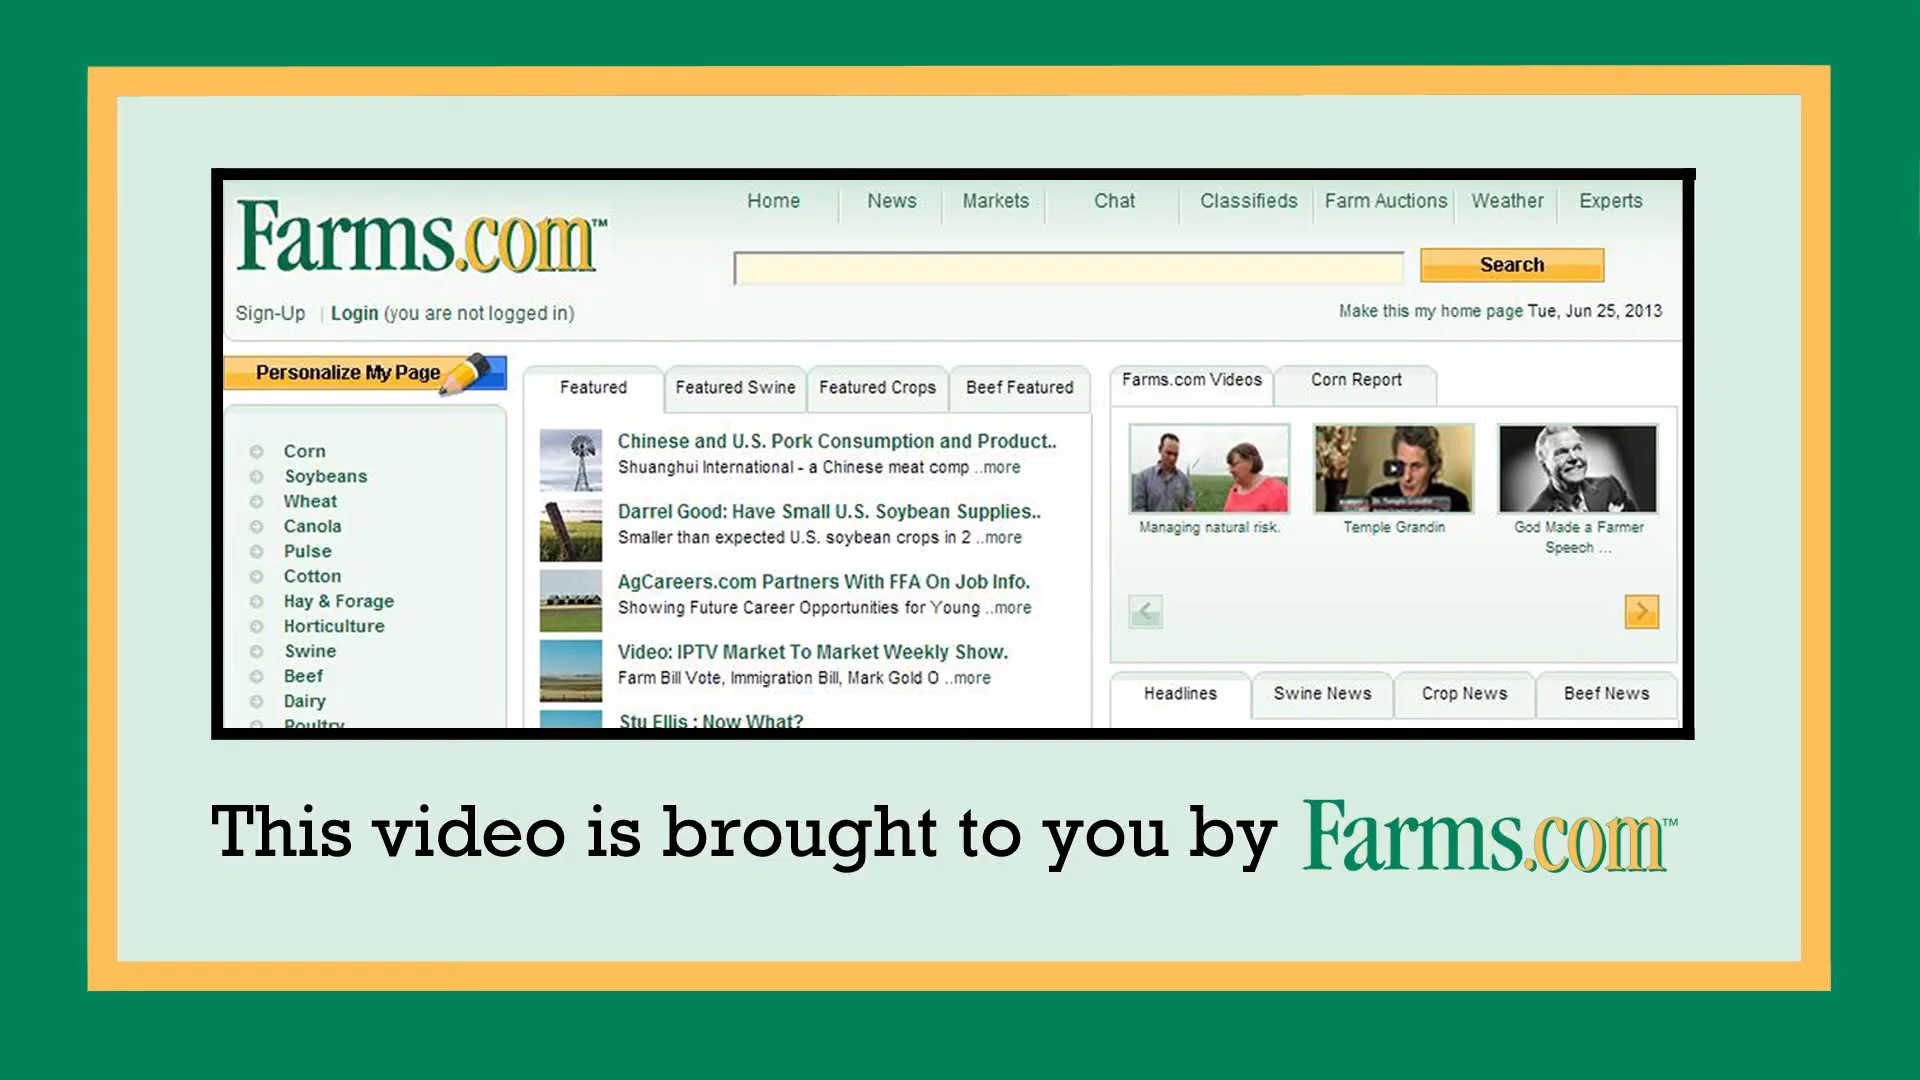 Farms.com™
Home News Markets Chat Classifieds Farm Auctions Weather Experts
Search
Sign-Up | Login (you are not logged in)
Make this my home page Tue, Jun 25, 2013
Personalize My Page
Corn
Soybeans
Wheat
Canola
Pulse
Cotton
Hay & Forage
Horticulture
Swine
Beef
Dairy
Poultry
Featured Featured Swine Featured Crops Beef Featured
Chinese and U.S. Pork Consumption and Product..
Shuanghui International - a Chinese meat comp ..more
Darrel Good: Have Small U.S. Soybean Supplies..
Smaller than expected U.S. soybean crops in 2 ..more
AgCareers.com Partners With FFA On Job Info.
Showing Future Career Opportunities for Young ..more
Video: IPTV Market To Market Weekly Show.
Farm Bill Vote, Immigration Bill, Mark Gold O ..more
Stu Ellis : Now What?
Farms.com Videos Corn Report
Managing natural risk.
Temple Grandin
God Made a Farmer
Speech ...
Headlines Swine News Crop News Beef News
This video is brought to you by Farms.com™